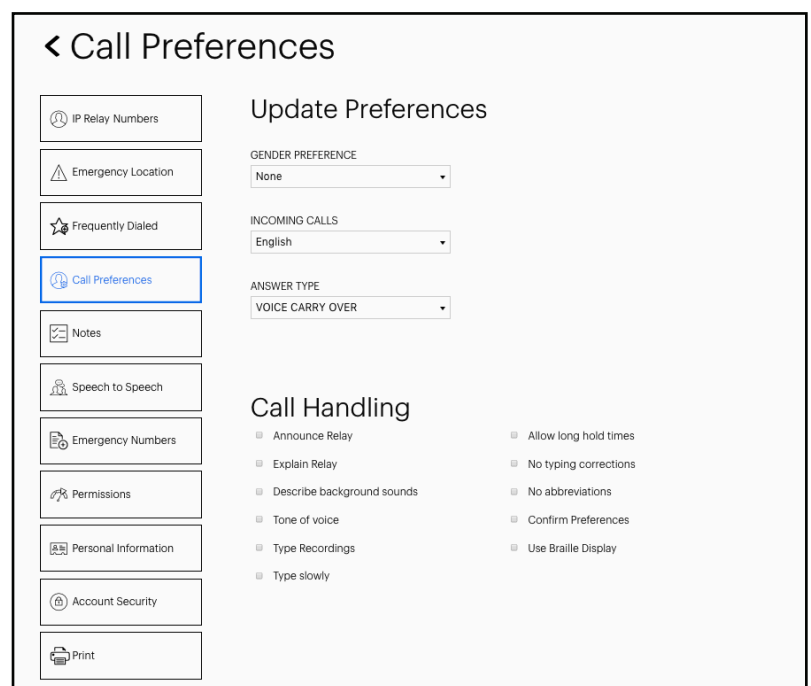 Call Preferences
IP Relay Numbers
Emergency Location
Frequently Dialed
Call Preferences
Notes
Speech to Speech
Emergency Numbers
Permissions
Personal Information
Account Security
Print
Update Preferences
GENDER PREFERENCE
None
INCOMING CALLS
English
ANSWER TYPE
VOICE CARRY OVER
Call Handling
Announce Relay
Explain Relay
Describe background sounds
Tone of voice
Type Recordings
Type slowly
Allow long hold times
No typing corrections
No abbreviations
Confirm Preferences
Use Braille Display